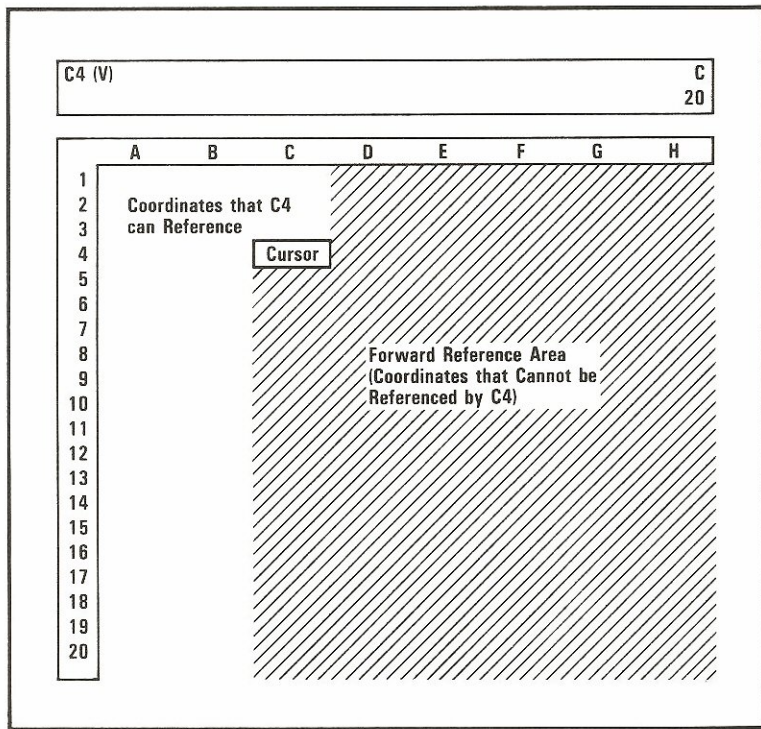 C4 (V) C
20
A B C D E F G H
1
2 Coordinates that C4
3 can Reference
4 Cursor
5
6
7
8 Forward Reference Area
9 (Coordinates that Cannot be
10 Referenced by C4)
11
12
13
14
15
16
17
18
19
20